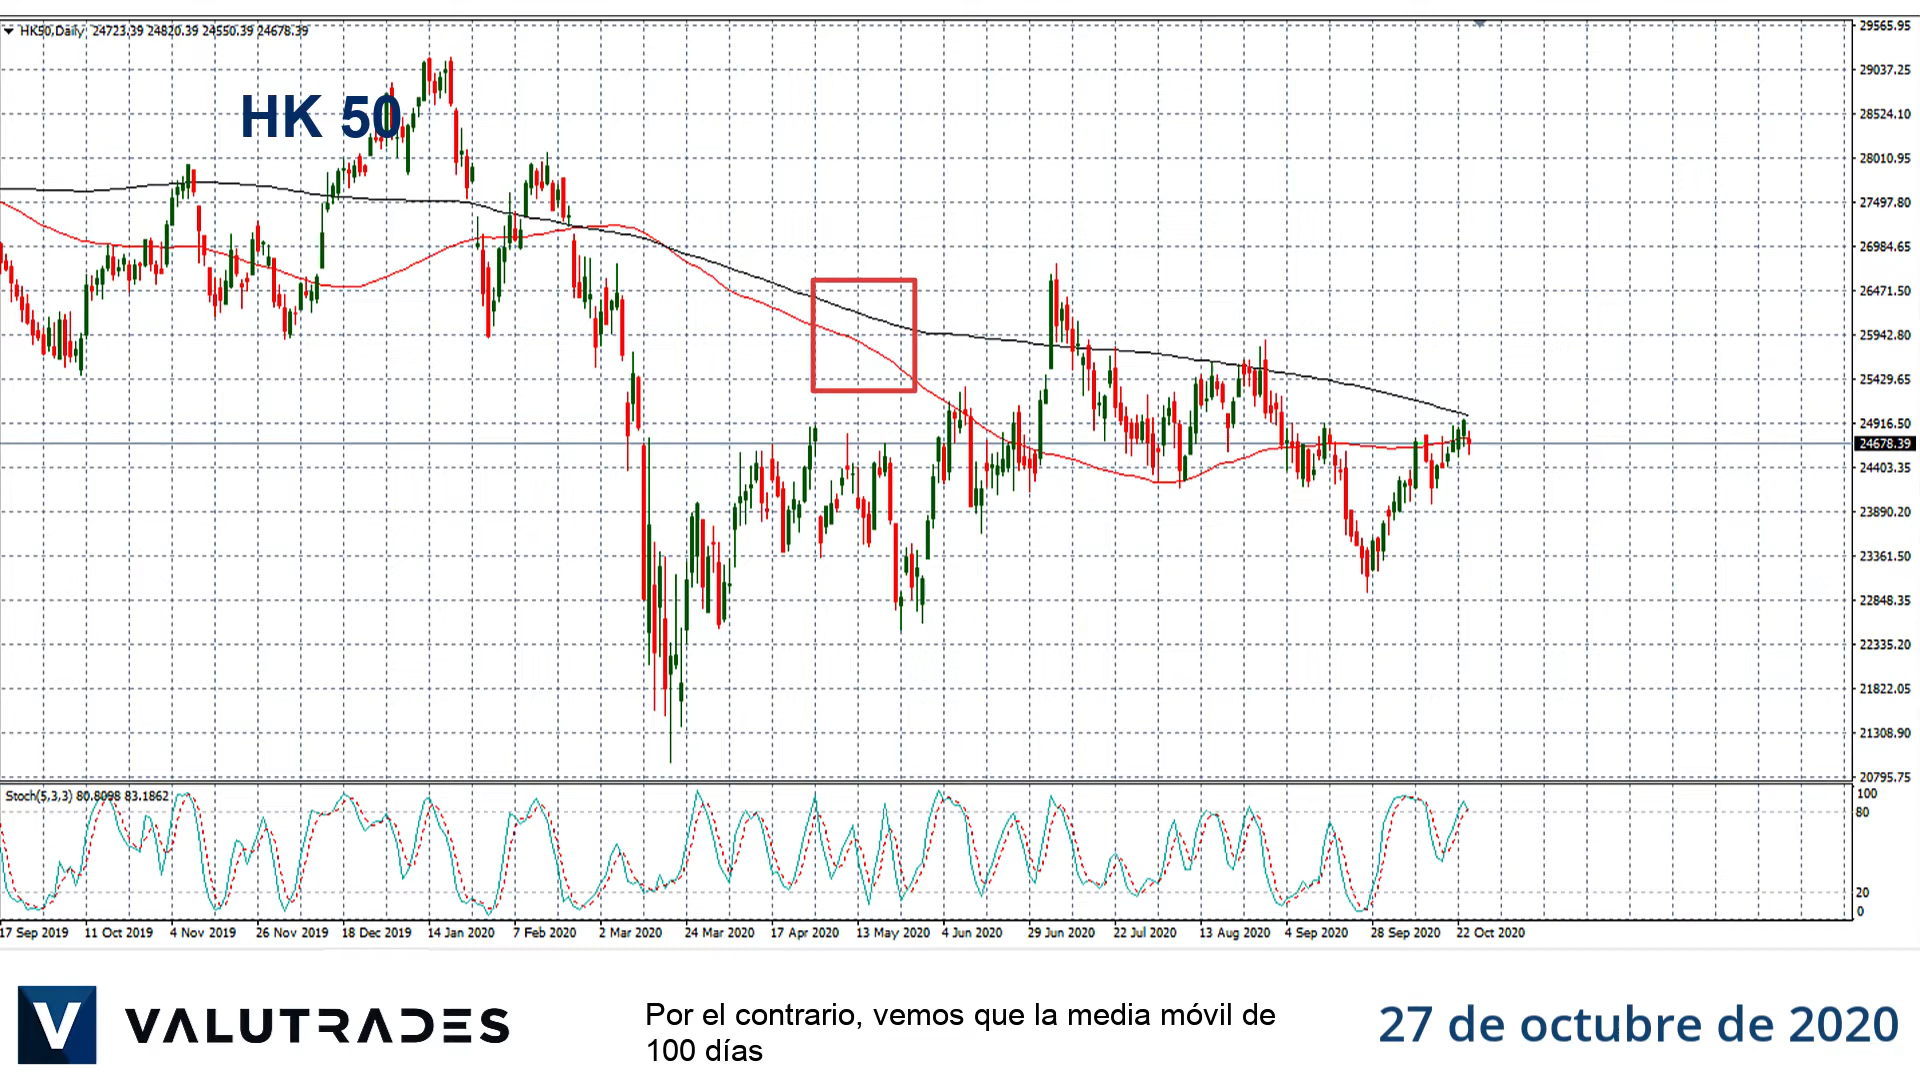 HK50,Daily 24723.39 24820.39 24550.39 24678.39
HK 50
29565.95
29037.25
28524.10
28010.95
27497.80
26984.65
26471.50
25942.80
25429.65
24916.50
24678.39
24403.35
23890.20
23361.50
22848.35
22335.20
21822.05
21308.90
20795.75
Stoch(5,3,3) 80.8098 83.1862
100
80
20
0
17 Sep 2019 11 Oct 2019 4 Nov 2019 26 Nov 2019 18 Dec 2019 14 Jan 2020 7 Feb 2020 2 Mar 2020 24 Mar 2020 17 Apr 2020 13 May 2020 4 Jun 2020 29 Jun 2020 22 Jul 2020 13 Aug 2020 4 Sep 2020 28 Sep 2020 22 Oct 2020
V VALUTRADES
Por el contrario, vemos que la media móvil de
100 días
27 de octubre de 2020